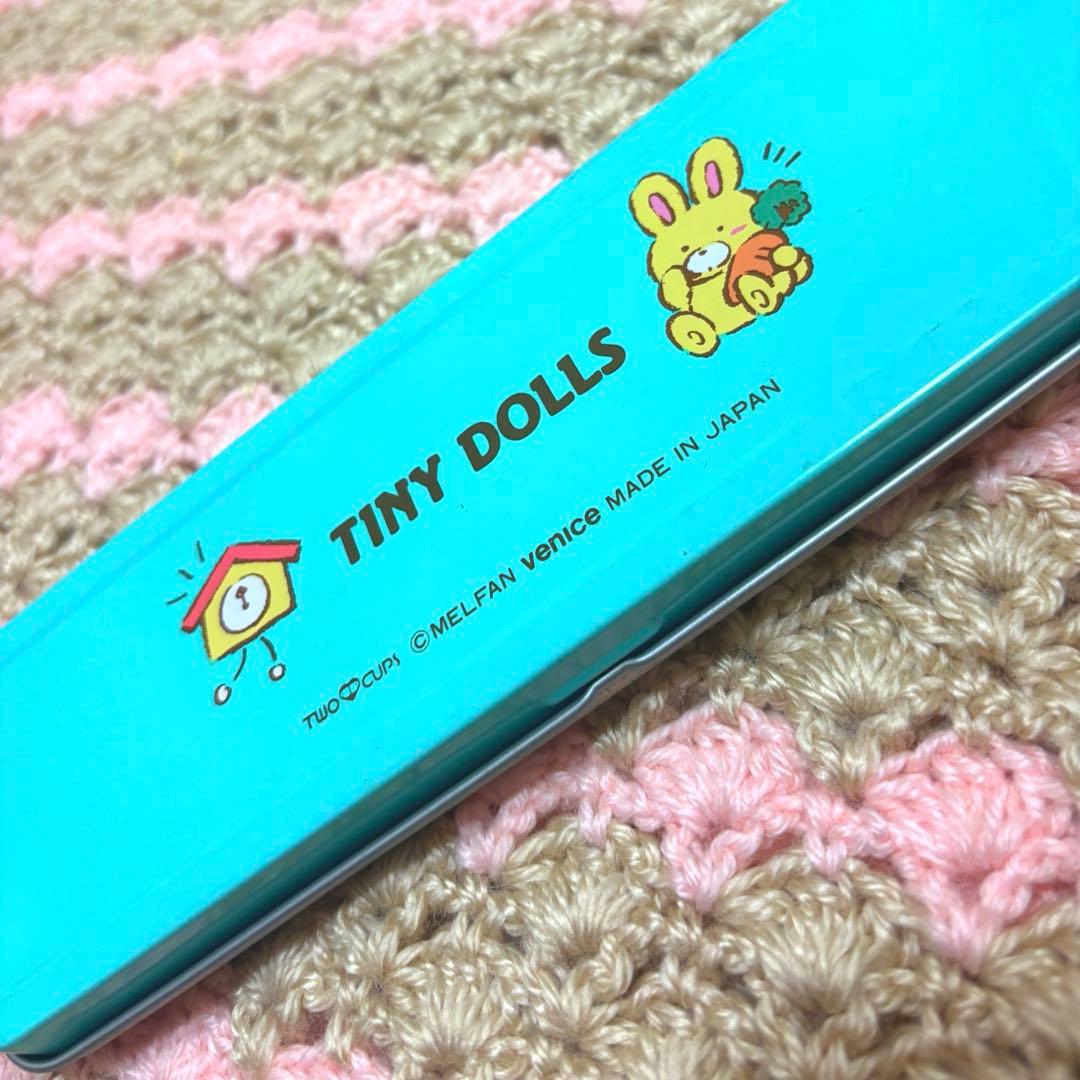 TINY DOLLS
TWO CUPS ©MELFAN venice MADE IN JAPAN